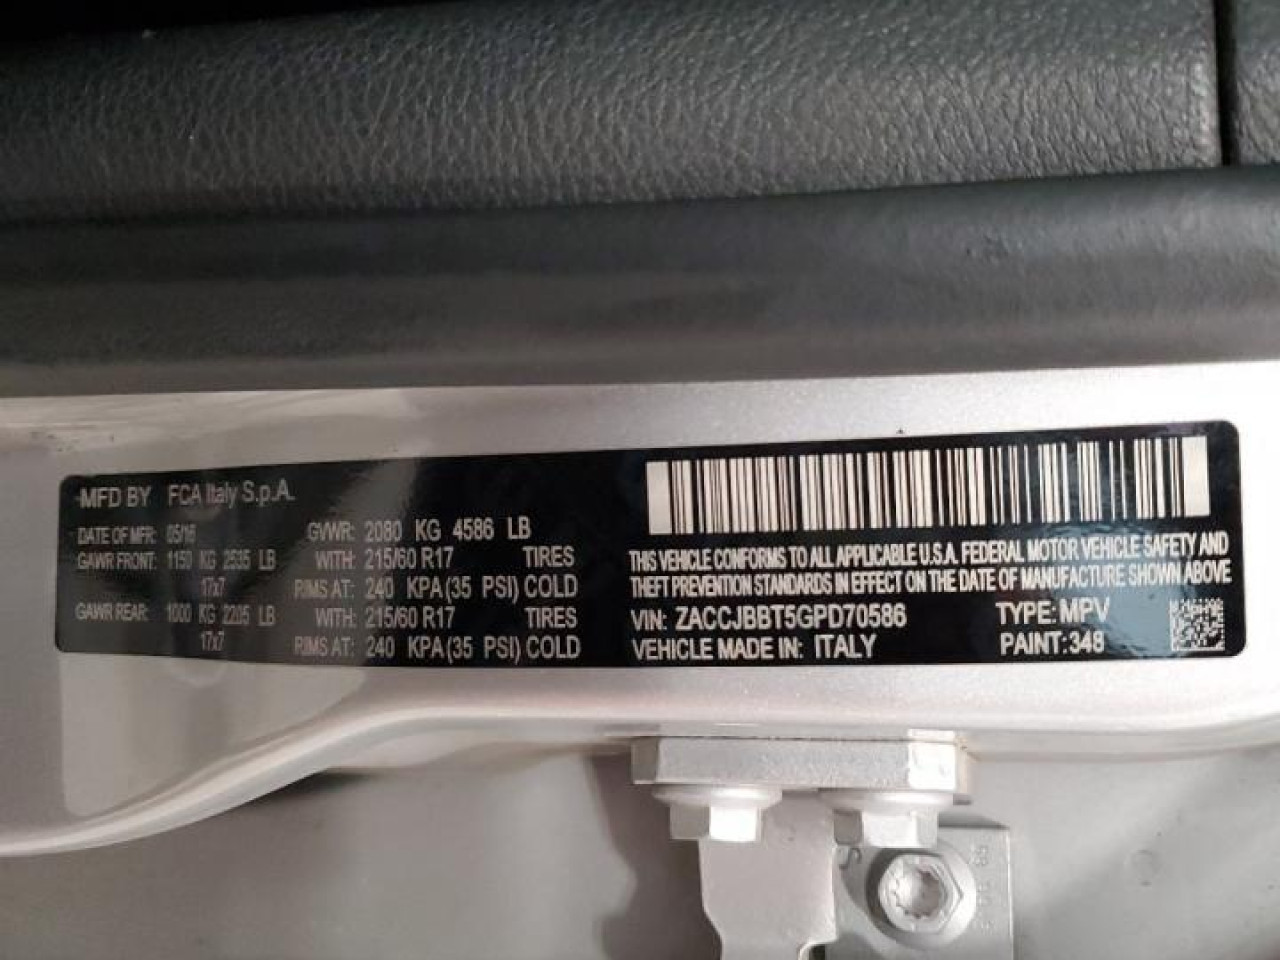 MFD BY FCA Italy S.p.A.
DATE OF MFR: 05/16 GVWR: 2080 KG 4586 LB
GAWR FRONT: 1150 KG 2535 LB WITH: 215/60 R17 TIRES
17x7 RIMS AT: 240 KPA(35 PSI) COLD
GAWR REAR: 1000 KG 2205 LB WITH: 215/60 R17 TIRES
17x7 RIMS AT: 240 KPA(35 PSI) COLD
THIS VEHICLE CONFORMS TO ALL APPLICABLE U.S.A. FEDERAL MOTOR VEHICLE SAFETY AND
THEFT PREVENTION STANDARDS IN EFFECT ON THE DATE OF MANUFACTURE SHOWN ABOVE
VIN: ZACCJBBT5GPD70586 TYPE: MPV
VEHICLE MADE IN: ITALY PAINT:348